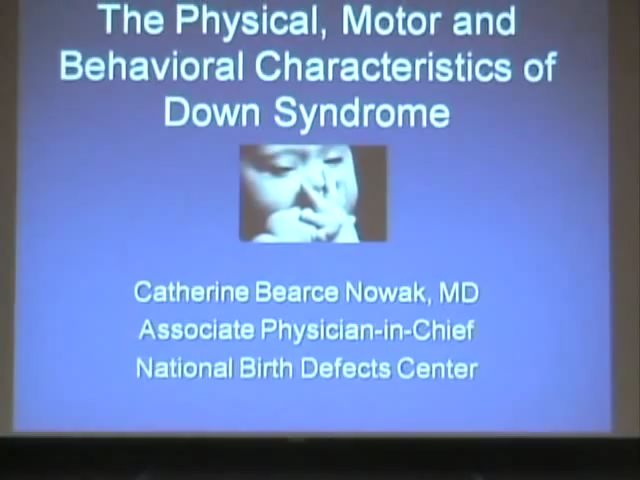 The Physical, Motor and
Behavioral Characteristics of
Down Syndrome
Catherine Bearce Nowak, MD
Associate Physician-in-Chief
National Birth Defects Center